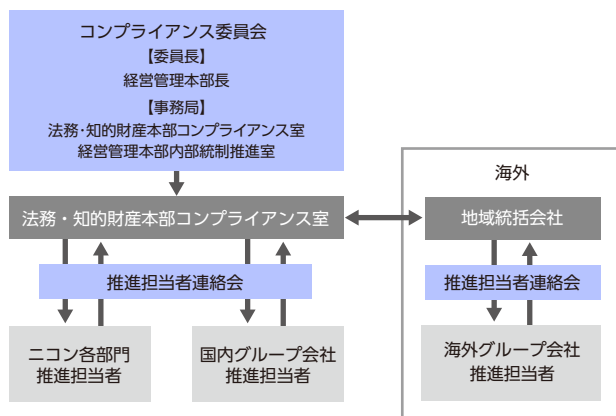 コンプライアンス委員会
【委員長】
経営管理本部長
【事務局】
法務・知的財産本部コンプライアンス室
経営管理本部内部統制推進室
海外
法務・知的財産本部コンプライアンス室
地域統括会社
推進担当者連絡会
推進担当者連絡会
ニコン各部門
推進担当者
国内グループ会社
推進担当者
海外グループ会社
推進担当者